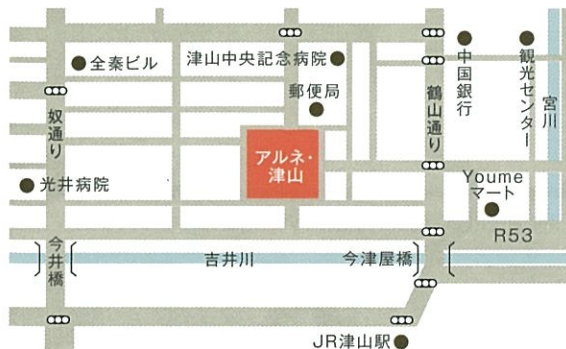 全秦ビル
津山中央記念病院
郵便局
中国銀行
観光センター
宮川
奴通り
鶴山通り
アルネ・
津山
光井病院
Youme
マート
R53
今井橋
吉井川
今津屋橋
JR津山駅